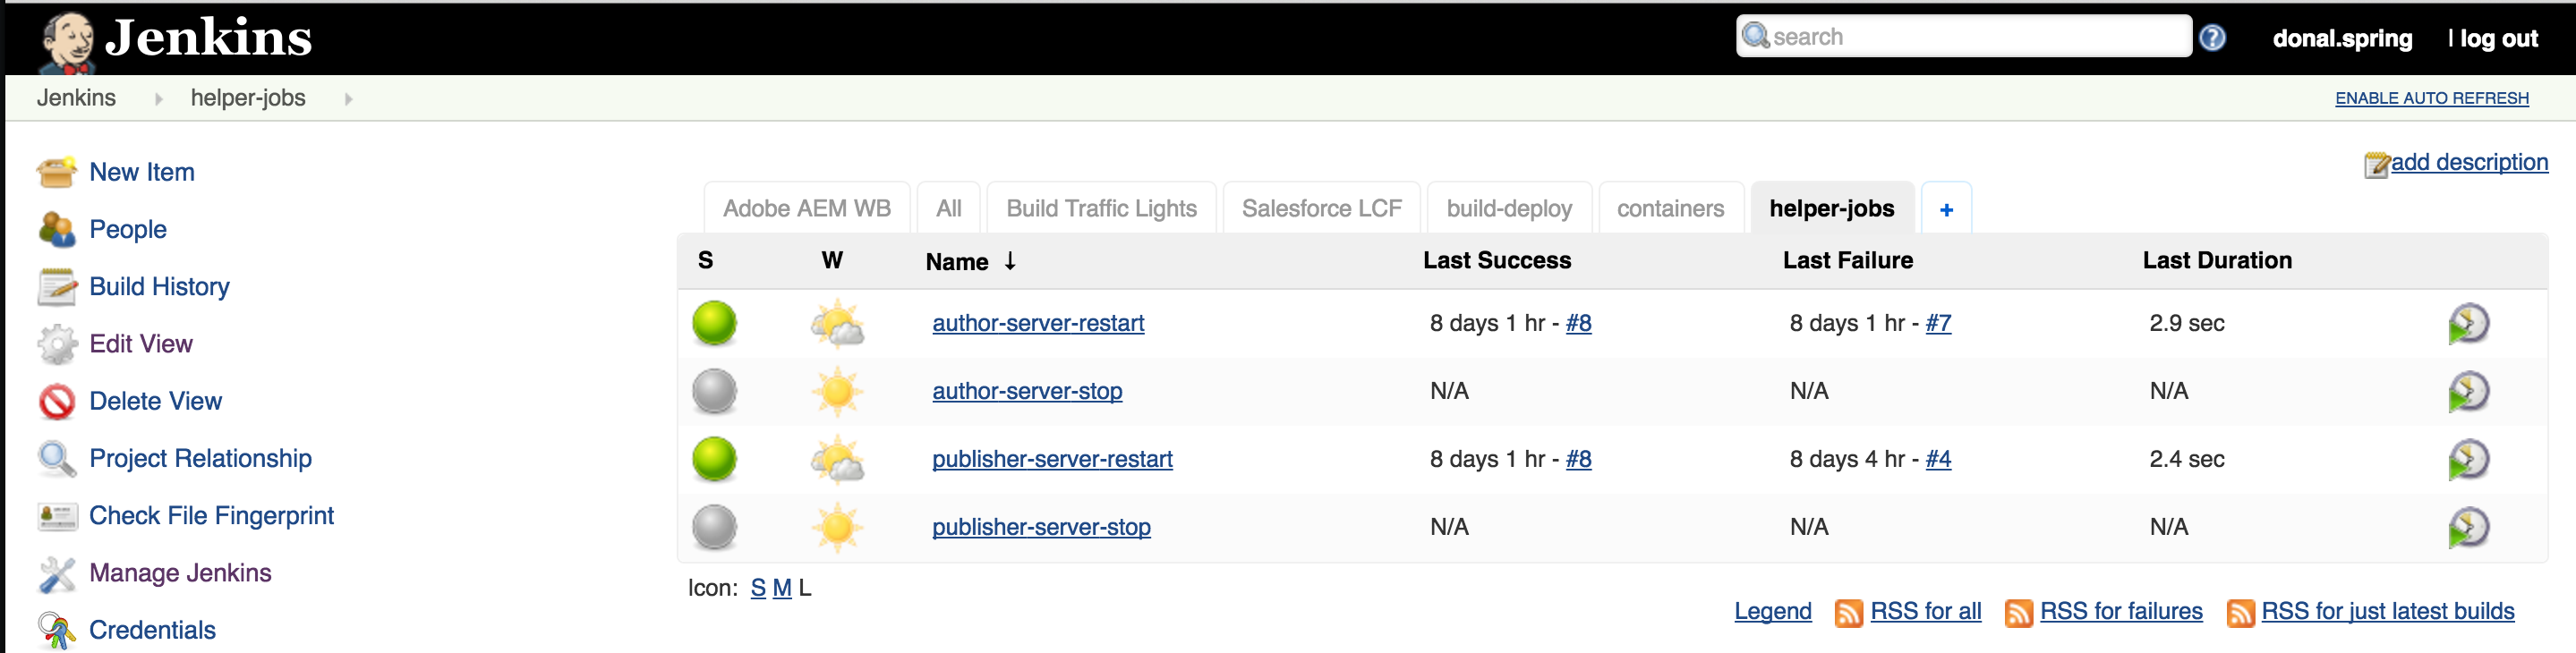 Jenkins
search
donal.spring | log out
Jenkins helper-jobs
ENABLE AUTO REFRESH
New Item
People
Build History
Edit View
Delete View
Project Relationship
Check File Fingerprint
Manage Jenkins
Credentials
add description
Adobe AEM WB All Build Traffic Lights Salesforce LCF build-deploy containers helper-jobs +
S W Name ↓ Last Success Last Failure Last Duration
author-server-restart 8 days 1 hr - #8 8 days 1 hr - #7 2.9 sec
author-server-stop N/A N/A N/A
publisher-server-restart 8 days 1 hr - #8 8 days 4 hr - #4 2.4 sec
publisher-server-stop N/A N/A N/A
Icon: S M L
Legend RSS for all RSS for failures RSS for just latest builds